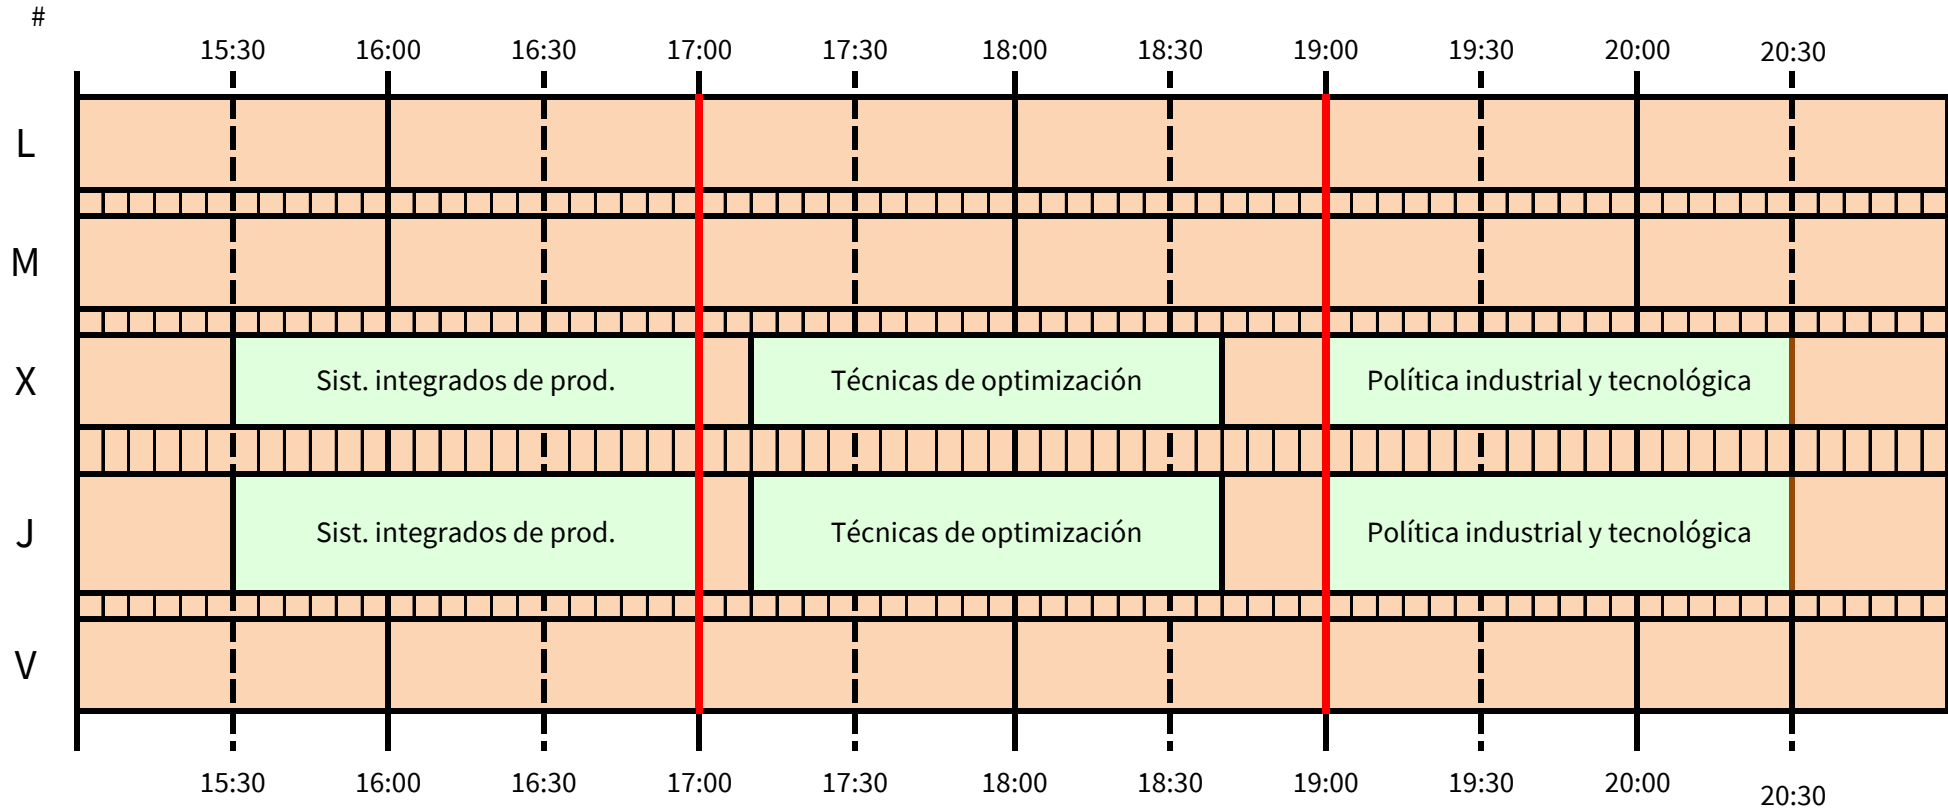 #
15:30 16:00 16:30 17:00 17:30 18:00 18:30 19:00 19:30 20:00 20:30
L
M
X Sist. integrados de prod. Técnicas de optimización Política industrial y tecnológica
J Sist. integrados de prod. Técnicas de optimización Política industrial y tecnológica
V
15:30 16:00 16:30 17:00 17:30 18:00 18:30 19:00 19:30 20:00 20:30